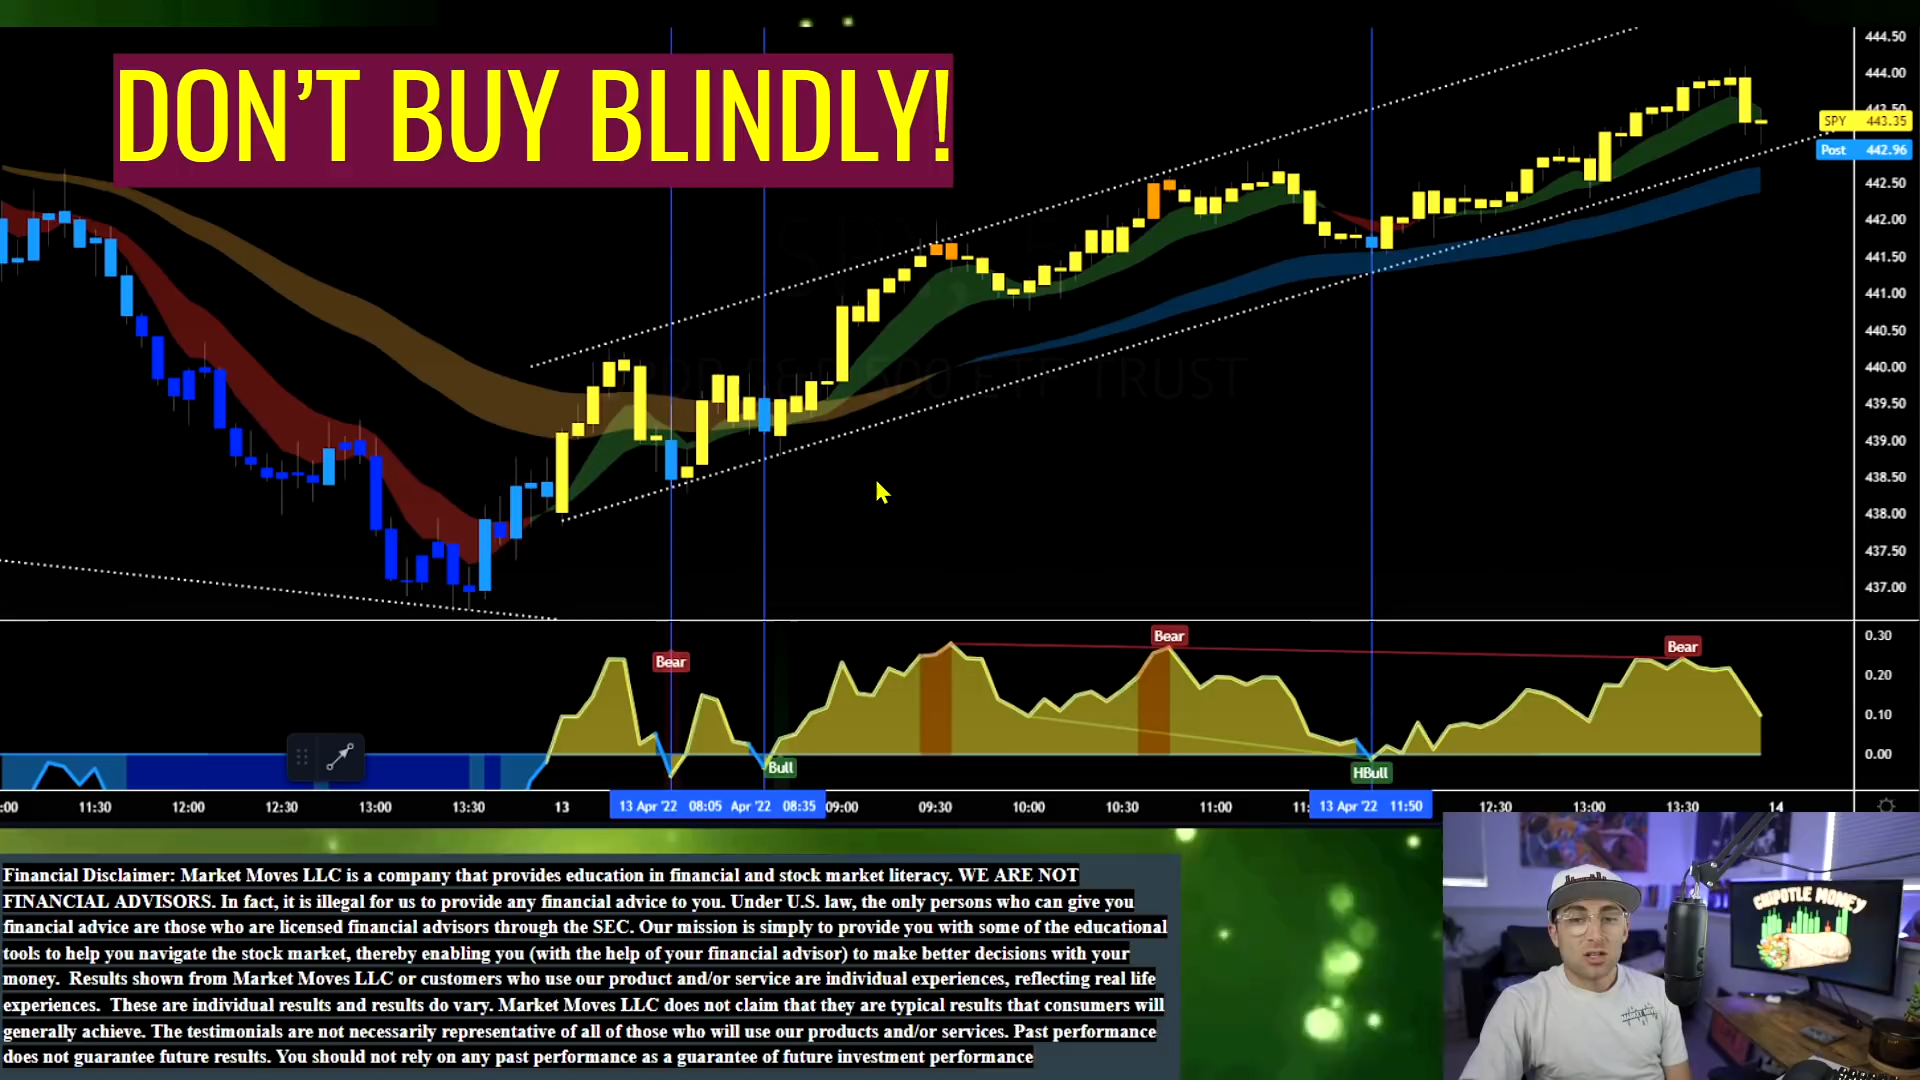 DON'T BUY BLINDLY!
444.50
444.00
443.50
SPY 443.35
Post 442.96
442.50
442.00
441.50
441.00
440.50
440.00
439.50
439.00
438.50
438.00
437.50
437.00
500 ETF TRUST
Bear
Bear
Bear
Bull
HBull
0.30
0.20
0.10
0.00
:00 11:30 12:00 12:30 13:00 13:30 13 13 Apr '22 08:05 Apr '22 08:35 09:00 09:30 10:00 10:30 11:00 11: 13 Apr '22 11:50 12:30 13:00 13:30 14
Financial Disclaimer: Market Moves LLC is a company that provides education in financial and stock market literacy. WE ARE NOT
FINANCIAL ADVISORS. In fact, it is illegal for us to provide any financial advice to you. Under U.S. law, the only persons who can give you
financial advice are those who are licensed financial advisors through the SEC. Our mission is simply to provide you with some of the educational
tools to help you navigate the stock market, thereby enabling you (with the help of your financial advisor) to make better decisions with your
money. Results shown from Market Moves LLC or customers who use our product and/or service are individual experiences, reflecting real life
experiences. These are individual results and results do vary. Market Moves LLC does not claim that they are typical results that consumers will
generally achieve. The testimonials are not necessarily representative of all of those who will use our products and/or services. Past performance
does not guarantee future results. You should not rely on any past performance as a guarantee of future investment performance
CHIPOTLE MONEY
MARKET MOVES